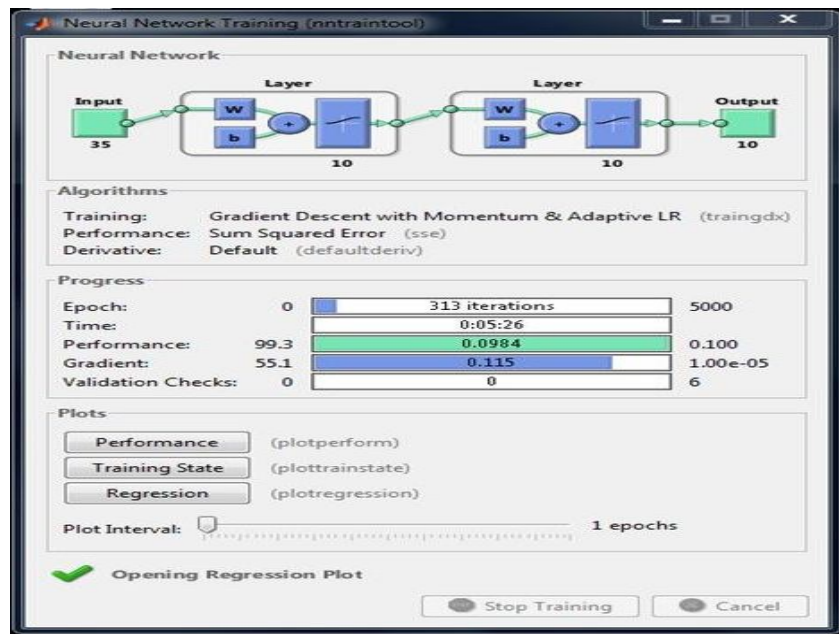 Neural Network Training (nntraintool)
Neural Network
Layer Layer
Input W b + W b + Output
35 10 10 10
Algorithms
Training: Gradient Descent with Momentum & Adaptive LR (traingdx)
Performance: Sum Squared Error (sse)
Derivative: Default (defaultderiv)
Progress
Epoch: 0 313 iterations 5000
Time: 0:05:26
Performance: 99.3 0.0984 0.100
Gradient: 55.1 0.115 1.00e-05
Validation Checks: 0 0 6
Plots
Performance (plotperform)
Training State (plottrainstate)
Regression (plotregression)
Plot Interval: 1 epochs
Opening Regression Plot
Stop Training Cancel